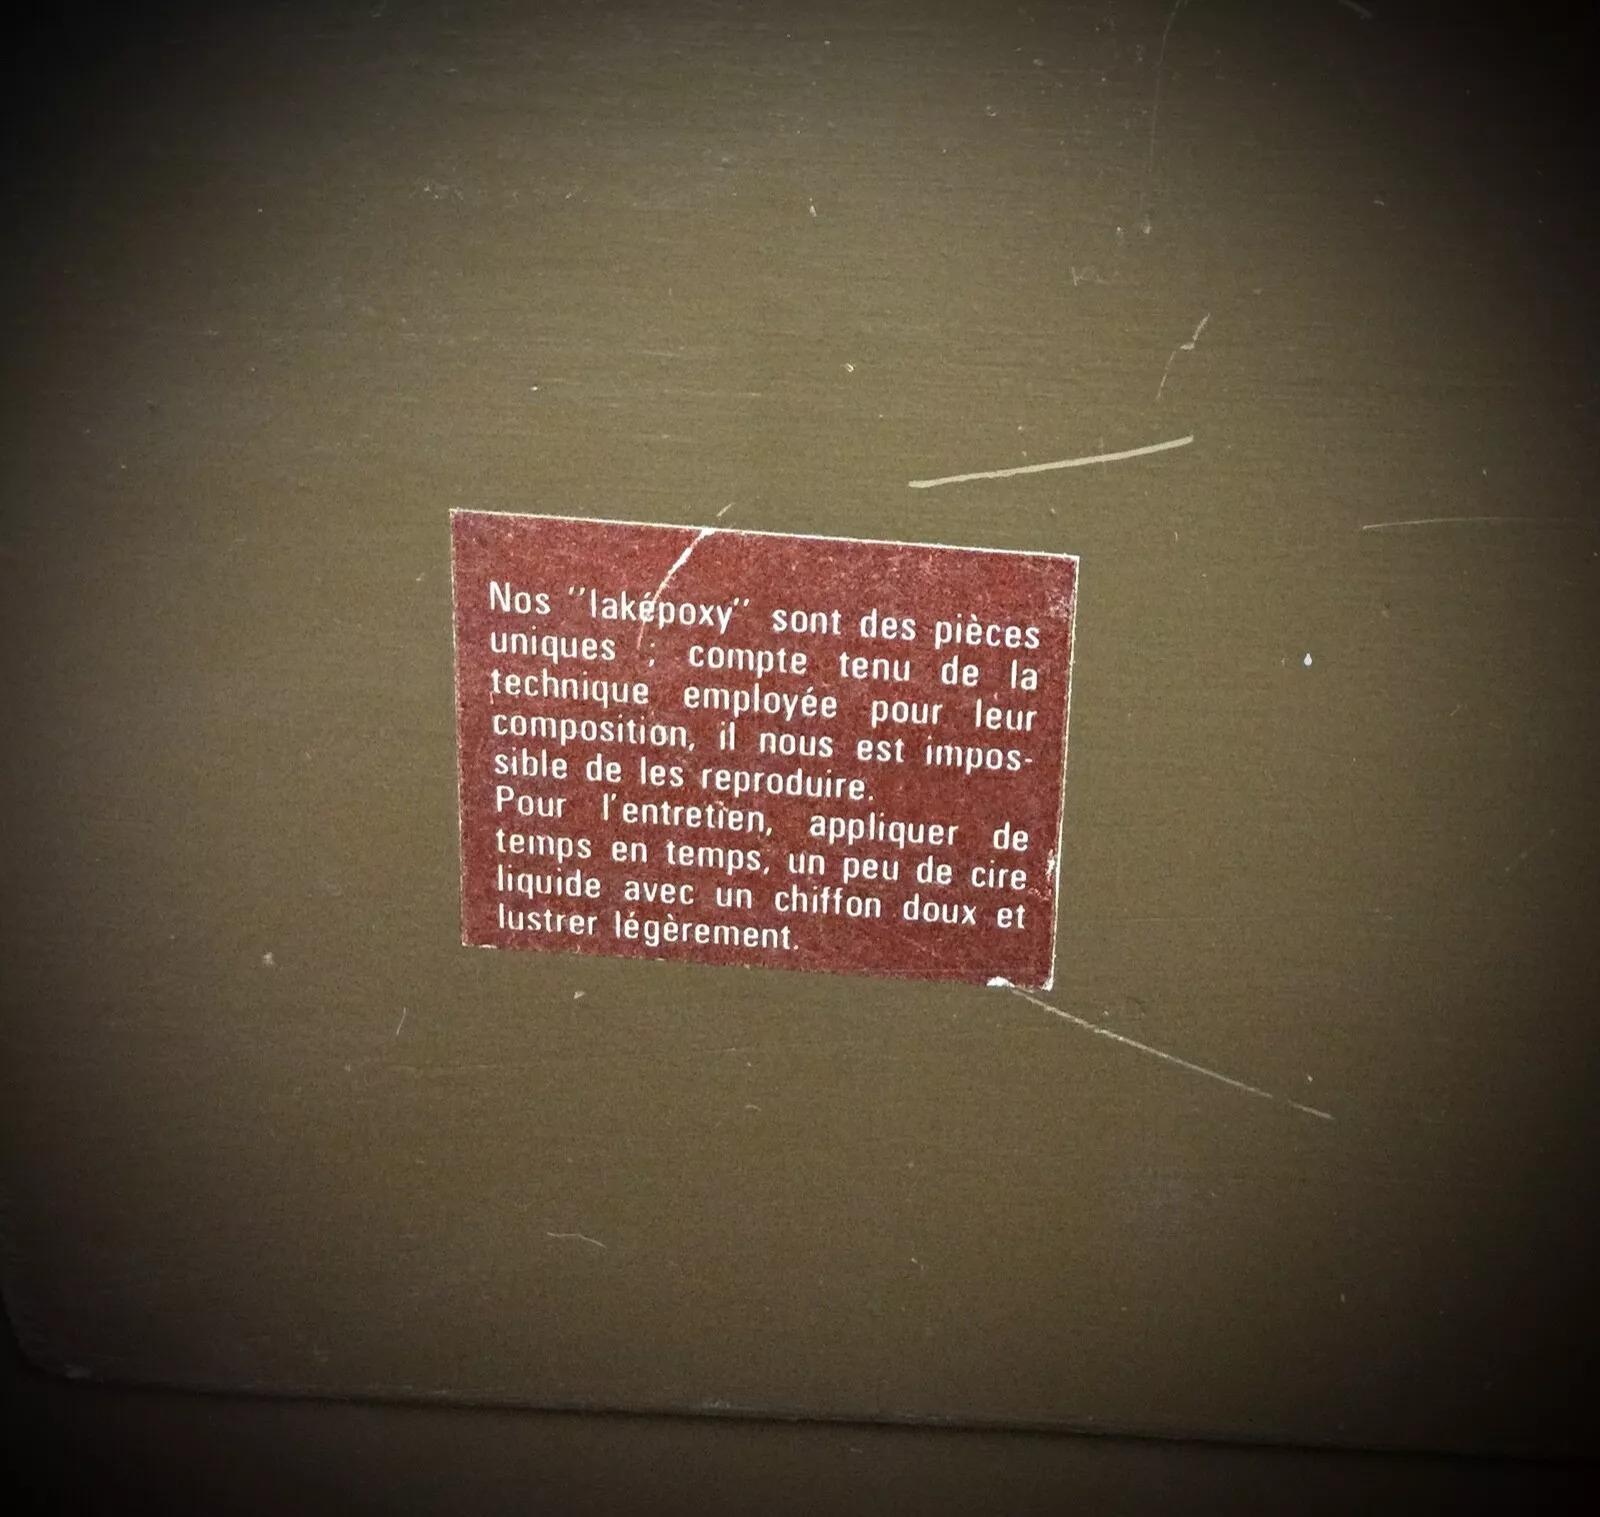 Nos "laképoxy" sont des pièces
uniques ; compte tenu de la
technique employée pour leur
composition, il nous est impos-
sible de les reproduire.
Pour l'entretien, appliquer de
temps en temps, un peu de cire
liquide avec un chiffon doux et
lustrer légèrement.